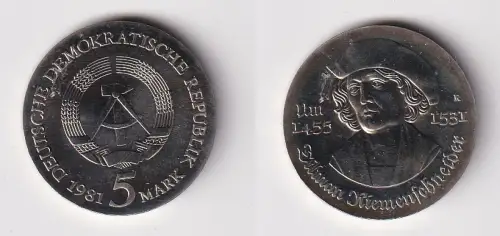 DEUTSCHE DEMOKRATISCHE REPUBLIK
1981
5
MARK
Um
1455
1531
Tilman Riemenschneider